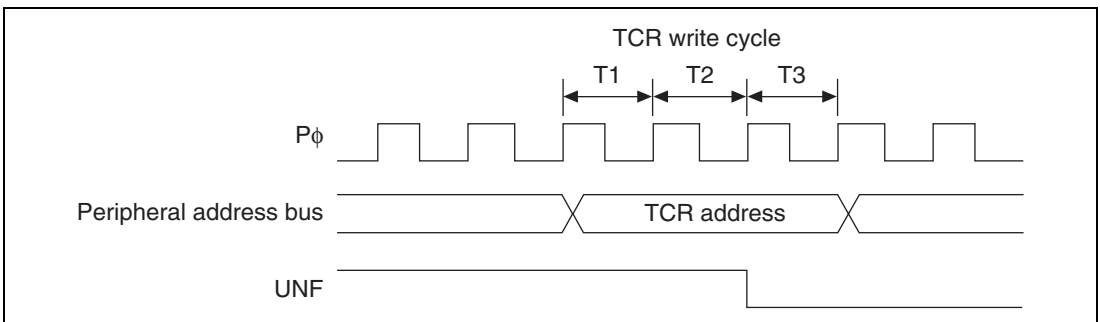 TCR write cycle
T1 T2 T3
Pϕ
Peripheral address bus
TCR address
UNF